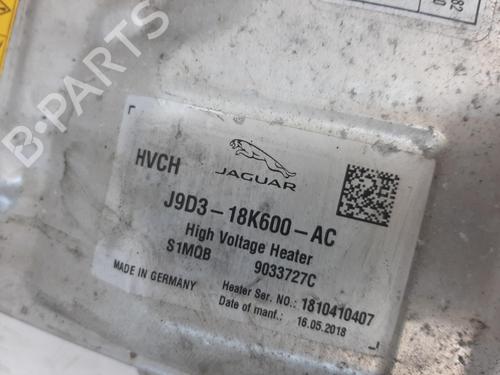 B-PARTS
HVCH
JAGUAR
J9D3-18K600-AC
High Voltage Heater
S1MQB 9033727C
MADE IN GERMANY
Heater Ser. NO.: 1810410407
Date of manf.: 16.05.2018